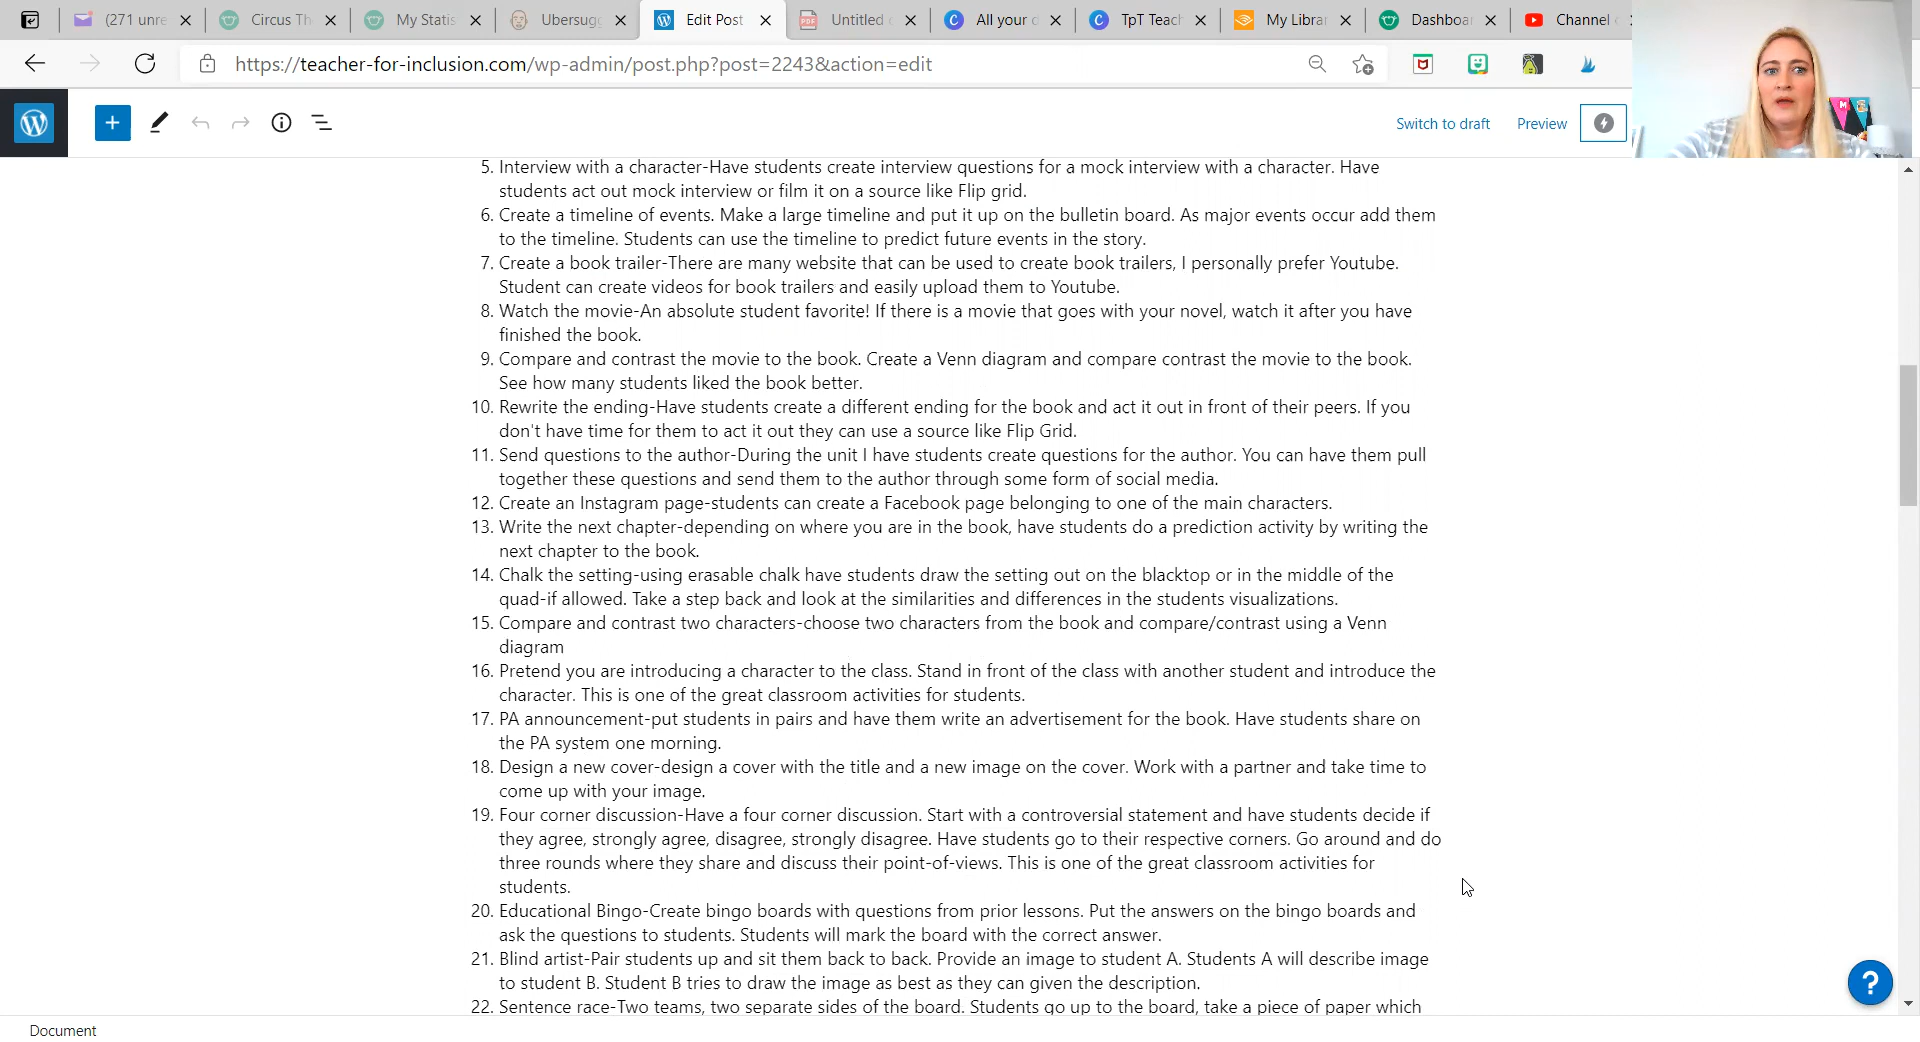 (271 unre
Circus Th
My Statis
Ubersugg
Edit Post
Untitled
All your d
TpT Teach
My Librar
Dashboar
Channel
https://teacher-for-inclusion.com/wp-admin/post.php?post=2243&action=edit
Switch to draft
Preview
5. Interview with a character-Have students create interview questions for a mock interview with a character. Have
students act out mock interview or film it on a source like Flip grid.
6. Create a timeline of events. Make a large timeline and put it up on the bulletin board. As major events occur add them
to the timeline. Students can use the timeline to predict future events in the story.
7. Create a book trailer-There are many website that can be used to create book trailers, I personally prefer Youtube.
Student can create videos for book trailers and easily upload them to Youtube.
8. Watch the movie-An absolute student favorite! If there is a movie that goes with your novel, watch it after you have
finished the book.
9. Compare and contrast the movie to the book. Create a Venn diagram and compare contrast the movie to the book.
See how many students liked the book better.
10. Rewrite the ending-Have students create a different ending for the book and act it out in front of their peers. If you
don't have time for them to act it out they can use a source like Flip Grid.
11. Send questions to the author-During the unit I have students create questions for the author. You can have them pull
together these questions and send them to the author through some form of social media.
12. Create an Instagram page-students can create a Facebook page belonging to one of the main characters.
13. Write the next chapter-depending on where you are in the book, have students do a prediction activity by writing the
next chapter to the book.
14. Chalk the setting-using erasable chalk have students draw the setting out on the blacktop or in the middle of the
quad-if allowed. Take a step back and look at the similarities and differences in the students visualizations.
15. Compare and contrast two characters-choose two characters from the book and compare/contrast using a Venn
diagram
16. Pretend you are introducing a character to the class. Stand in front of the class with another student and introduce the
character. This is one of the great classroom activities for students.
17. PA announcement-put students in pairs and have them write an advertisement for the book. Have students share on
the PA system one morning.
18. Design a new cover-design a cover with the title and a new image on the cover. Work with a partner and take time to
come up with your image.
19. Four corner discussion-Have a four corner discussion. Start with a controversial statement and have students decide if
they agree, strongly agree, disagree, strongly disagree. Have students go to their respective corners. Go around and do
three rounds where they share and discuss their point-of-views. This is one of the great classroom activities for
students.
20. Educational Bingo-Create bingo boards with questions from prior lessons. Put the answers on the bingo boards and
ask the questions to students. Students will mark the board with the correct answer.
21. Blind artist-Pair students up and sit them back to back. Provide an image to student A. Students A will describe image
to student B. Student B tries to draw the image as best as they can given the description.
22. Sentence race-Two teams, two separate sides of the board. Students go up to the board, take a piece of paper which
Document